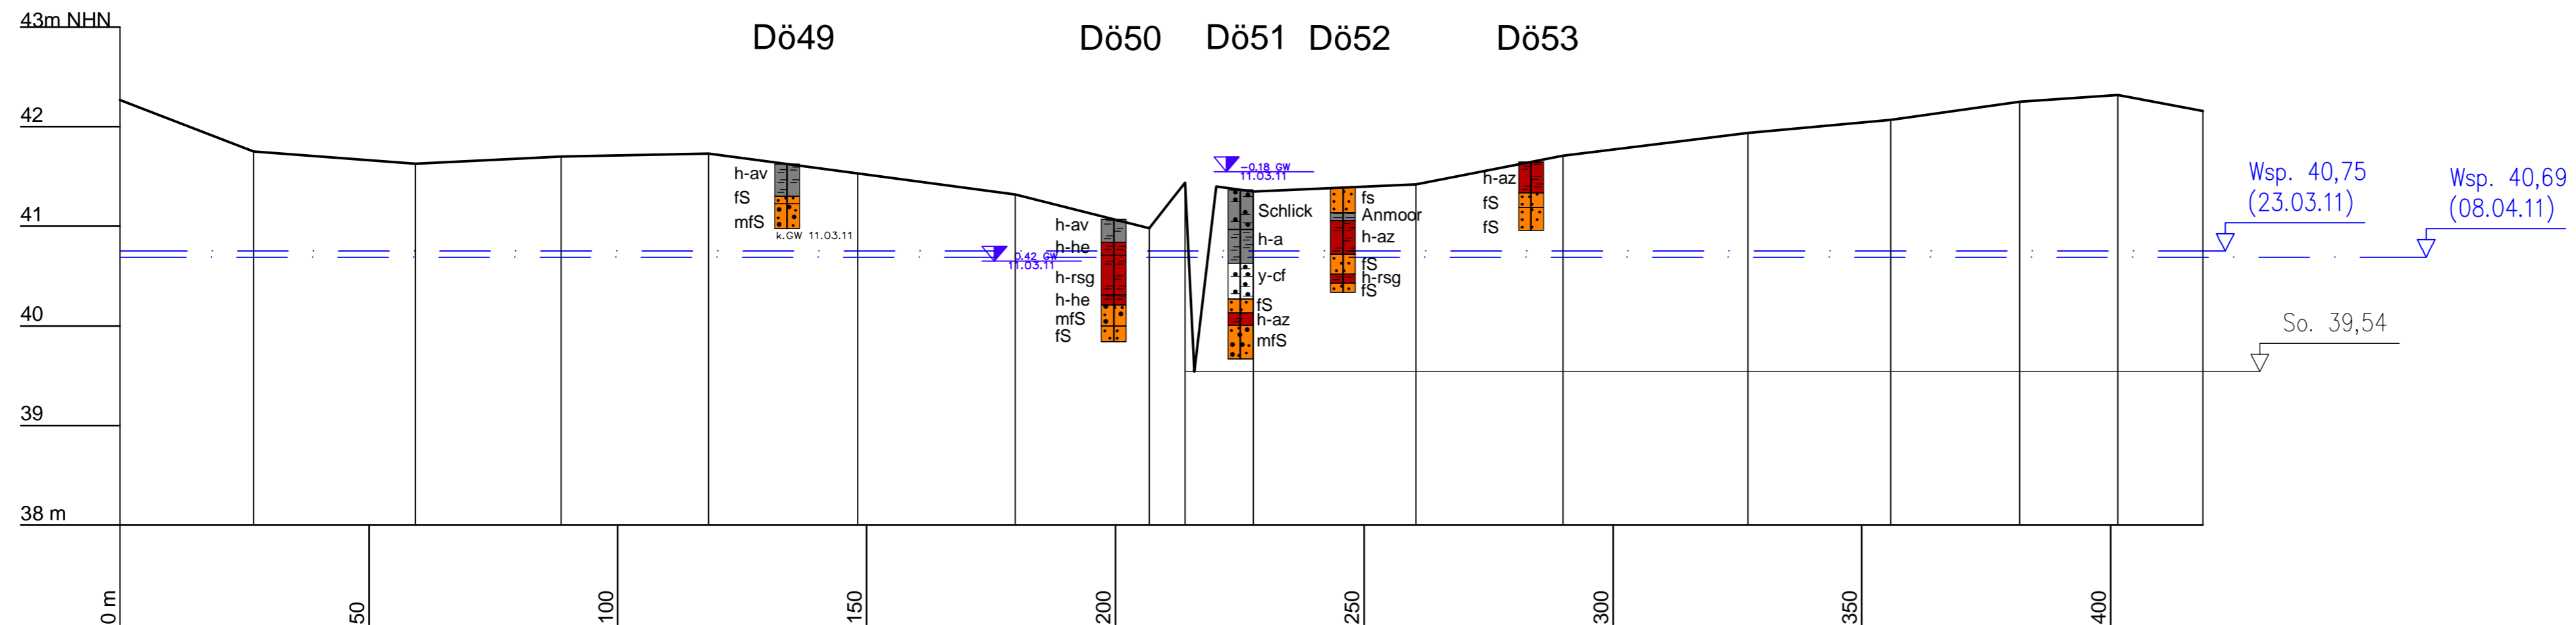 43m NHN
Dö49
Dö50
Dö51
Dö52
Dö53
42
41
40
39
38 m
h-av
fS
mfS
k.GW 11.03.11
0.42 GW
11.03.11
h-av
h-he
h-rsg
h-he
mfS
fS
-0.18 GW
11.03.11
Schlick
h-a
y-cf
fS
h-az
mfS
fs
Anmoor
h-az
fS
h-rsg
fS
h-az
fS
fS
Wsp. 40,75
(23.03.11)
Wsp. 40,69
(08.04.11)
So. 39,54
0 m
50
100
150
200
250
300
350
400